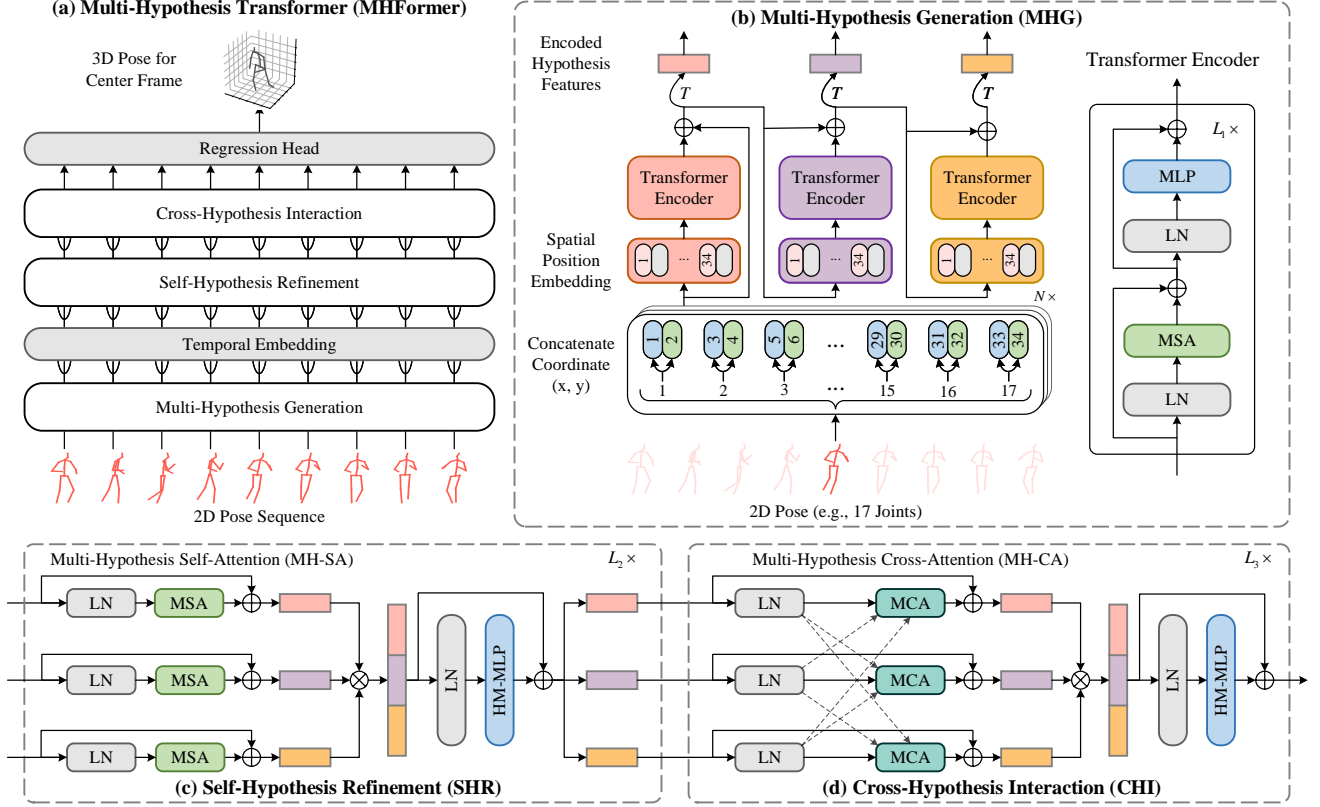 (a) Multi-Hypothesis Transformer (MHFormer)
3D Pose for
Center Frame
Regression Head
Cross-Hypothesis Interaction
Self-Hypothesis Refinement
Temporal Embedding
Multi-Hypothesis Generation
2D Pose Sequence
(b) Multi-Hypothesis Generation (MHG)
Encoded
Hypothesis
Features
T T T
Transformer
Encoder
Transformer
Encoder
Transformer
Encoder
Spatial
Position
Embedding
1 ... 34 1 ... 34 1 ... 34
N ×
Concatenate
Coordinate
(x, y)
1 2 3 4 5 6 ... 29 30 31 32 33 34
1 2 3 ... 15 16 17
2D Pose (e.g., 17 Joints)
Transformer Encoder
L1 ×
MLP
LN
MSA
LN
Multi-Hypothesis Self-Attention (MH-SA)
L2 ×
LN MSA
LN MSA
LN MSA
LN HM-MLP
(c) Self-Hypothesis Refinement (SHR)
Multi-Hypothesis Cross-Attention (MH-CA)
L3 ×
LN MCA
LN MCA
LN MCA
LN HM-MLP
(d) Cross-Hypothesis Interaction (CHI)